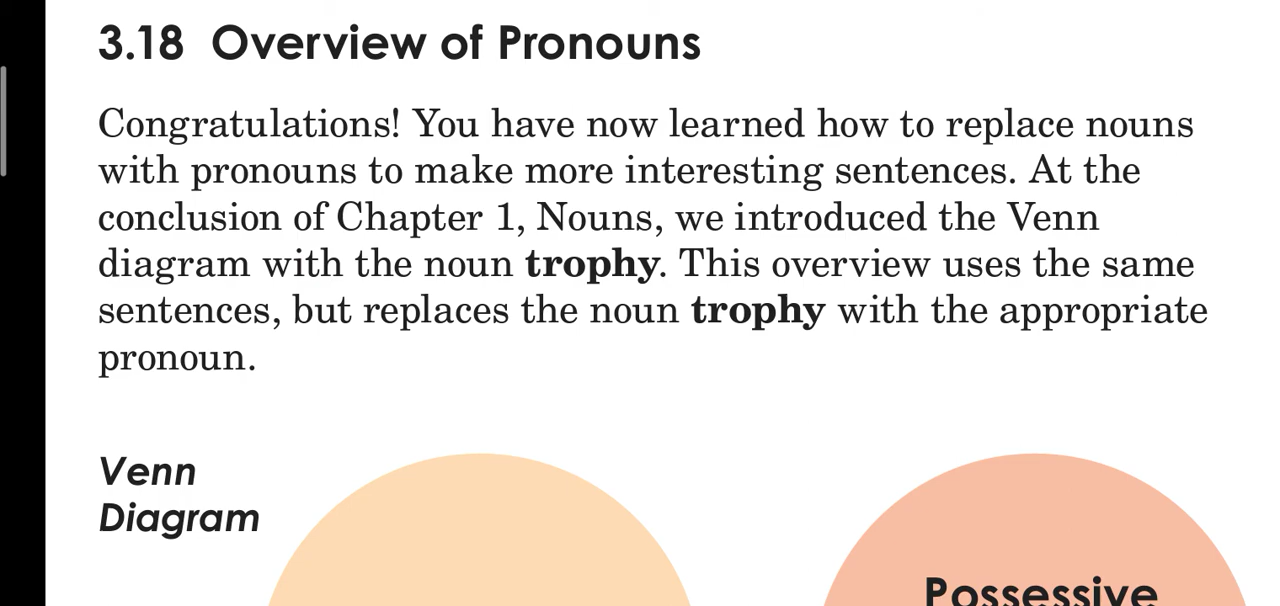 3.18 Overview of Pronouns
Congratulations! You have now learned how to replace nouns
with pronouns to make more interesting sentences. At the
conclusion of Chapter 1, Nouns, we introduced the Venn
diagram with the noun trophy. This overview uses the same
sentences, but replaces the noun trophy with the appropriate
pronoun.
Venn
Diagram
Possessive